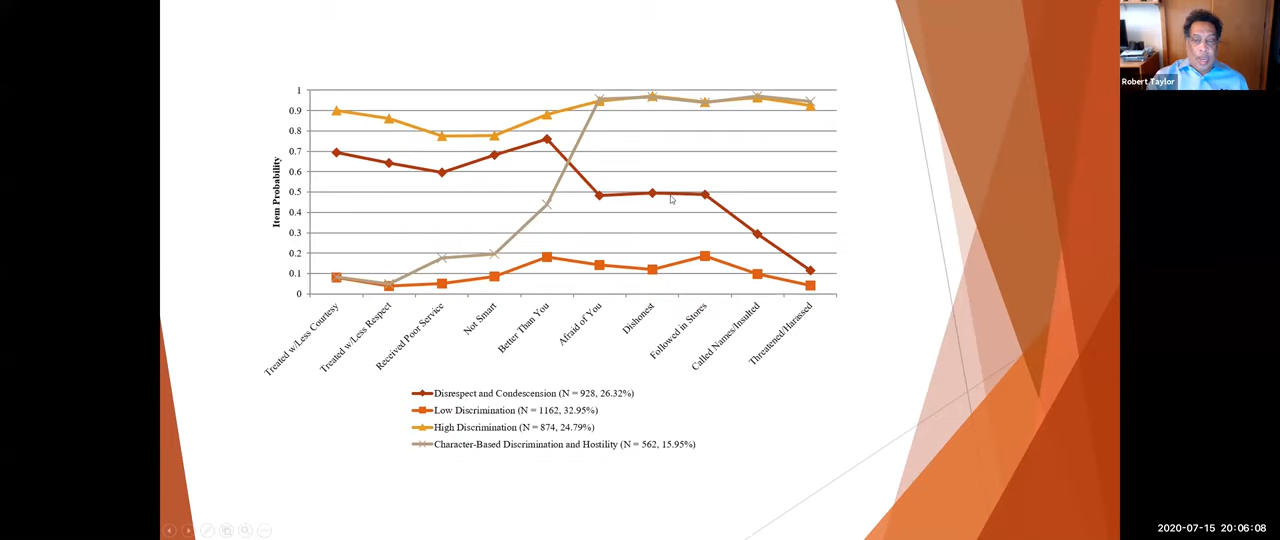 Robert Taylor
1
0.9
0.8
0.7
0.6
0.5
0.4
0.3
0.2
0.1
0
Item Probability
Treated w/Less Courtesy
Treated w/Less Respect
Received Poor Service
Not Smart
Better Than You
Afraid of You
Dishonest
Followed in Stores
Called Names/Insulted
Threatened/Harassed
Disrespect and Condescension (N = 928, 26.32%)
Low Discrimination (N = 1162, 32.95%)
High Discrimination (N = 874, 24.79%)
Character-Based Discrimination and Hostility (N = 562, 15.95%)
2020-07-15 20:06:08